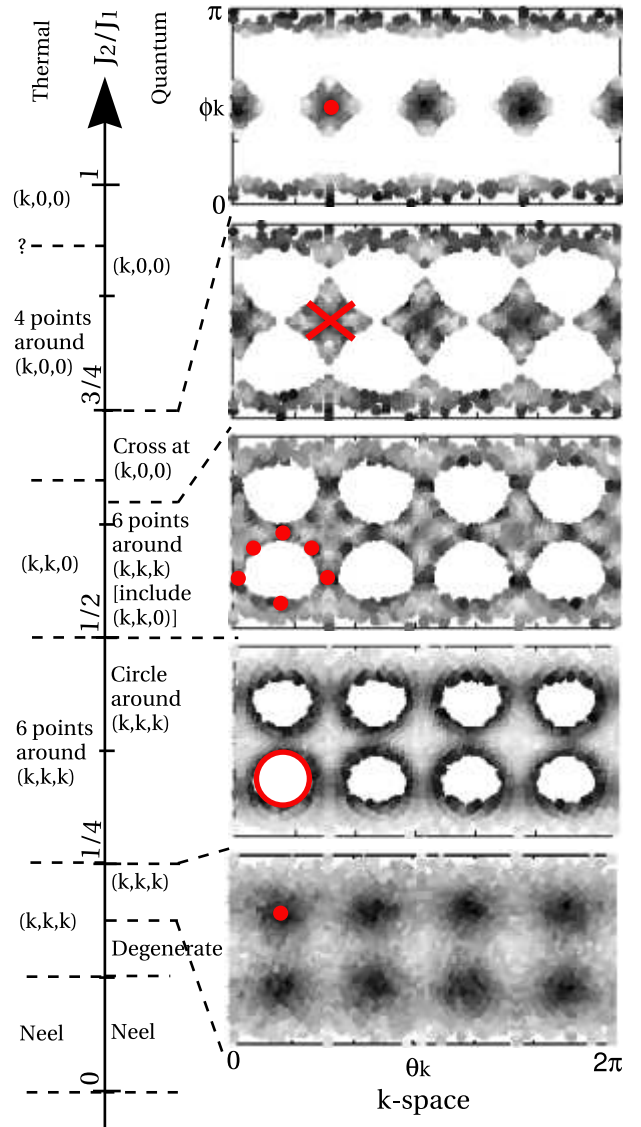 Thermal
J2/J1
Quantum
π
ϕk
0
1
(k,0,0)
?
(k,0,0)
4 points
around
(k,0,0)
3/4
Cross at
(k,0,0)
6 points
around
(k,k,k)
[include
(k,k,0)]
(k,k,0)
1/2
Circle
around
(k,k,k)
6 points
around
(k,k,k)
1/4
(k,k,k)
(k,k,k)
Degenerate
Neel
Neel
0
0
θk
2π
k-space